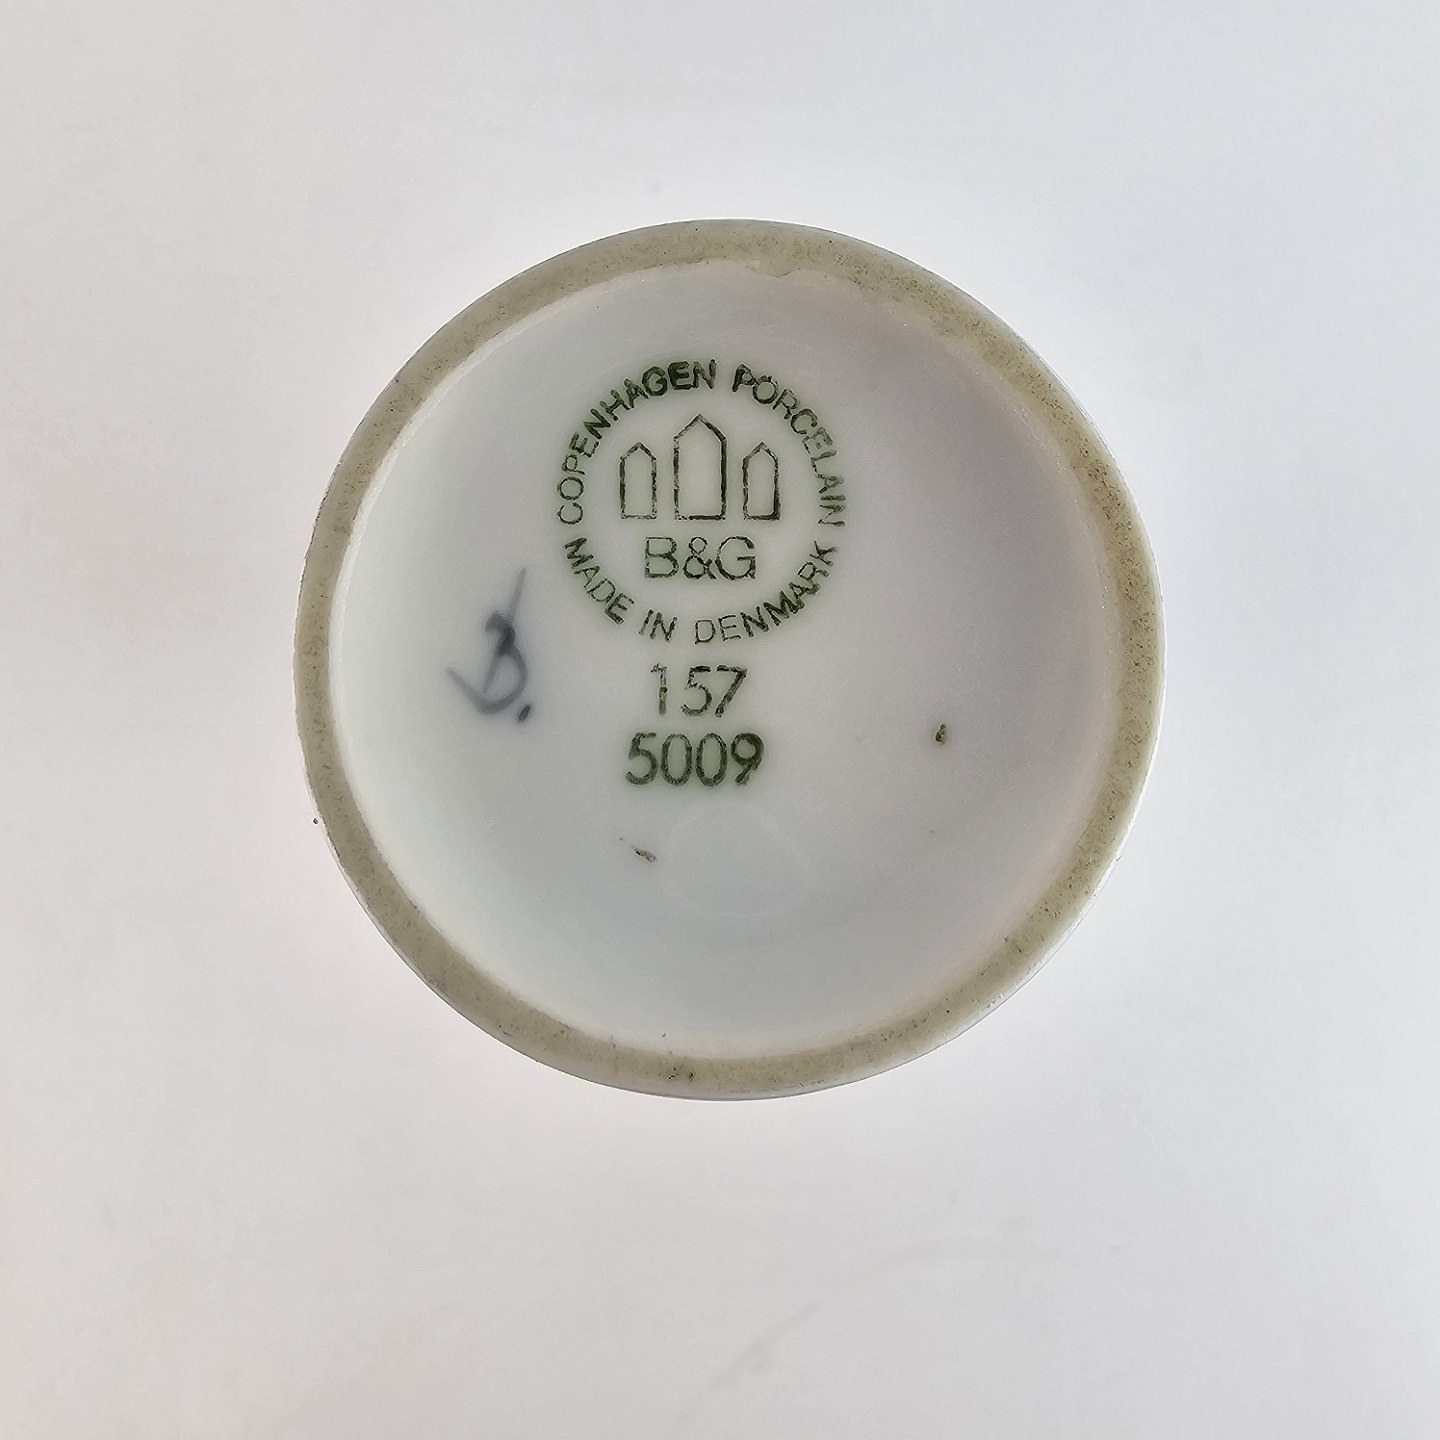 COPENHAGEN PORCELAIN
B&G
MADE IN DENMARK
B.
157
5009